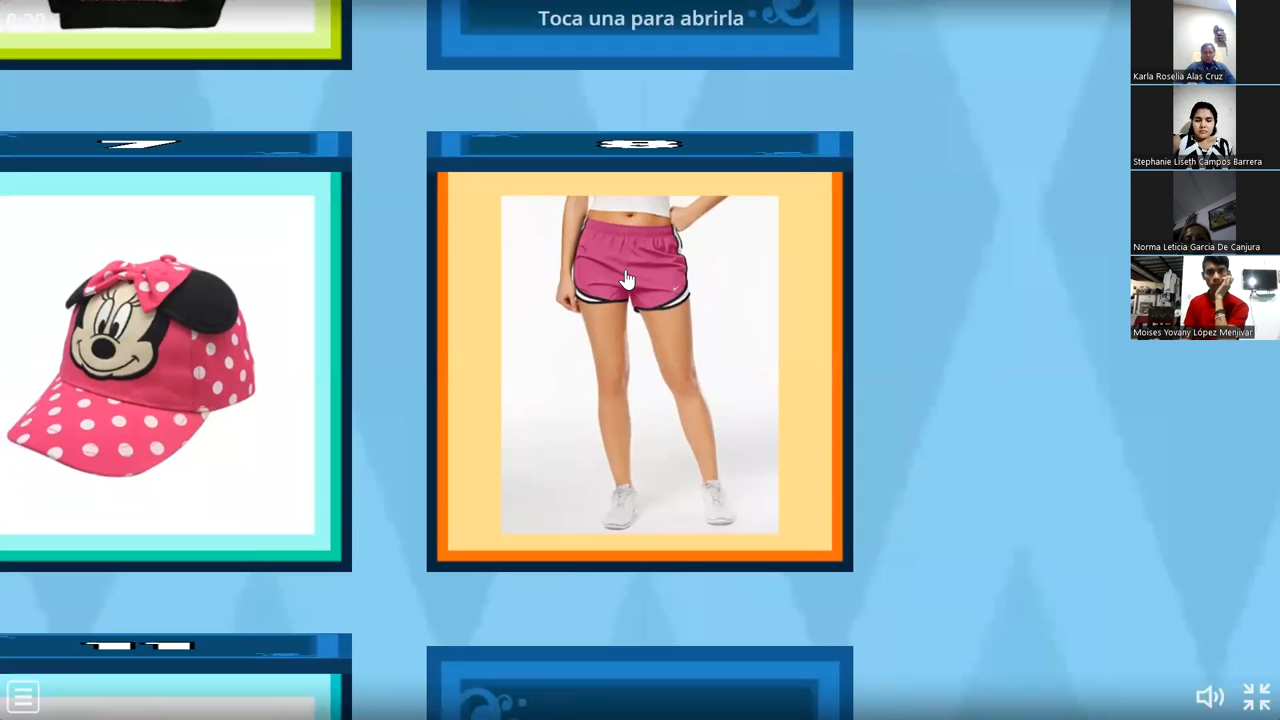 Toca una para abrirla
Karla Roselia Alas Cruz
Stephanie Liseth Campos Barrera
7
Norma Leticia Garcia De Canjura
Moises Yovany López Menjivar